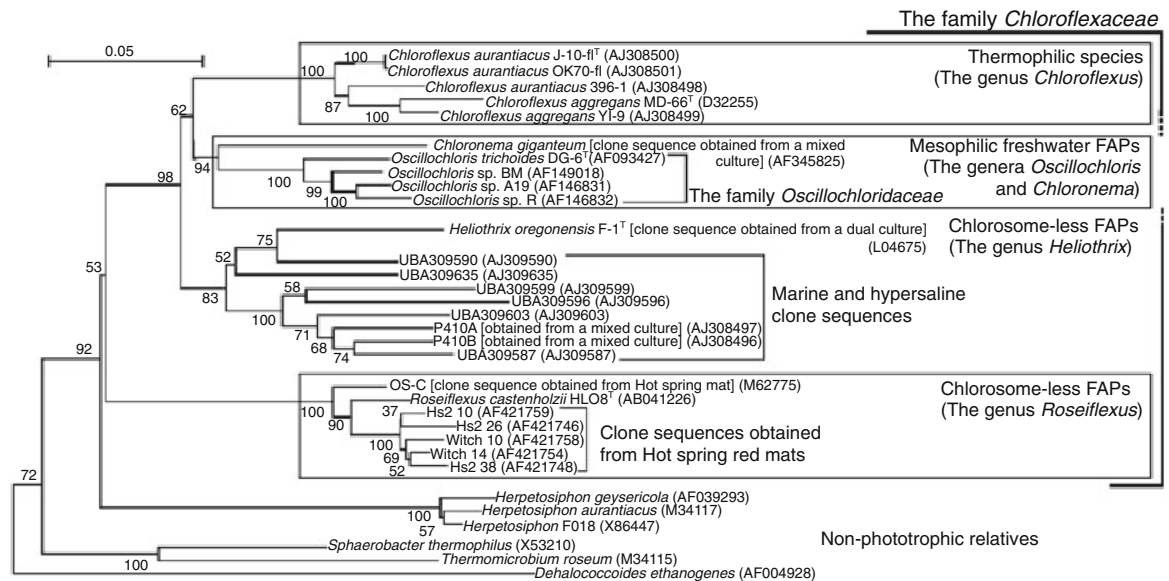 The family Chloroflexaceae
0.05
Thermophilic species
(The genus Chloroflexus)
100
100
87
100
Chloroflexus aurantiacus J-10-flT (AJ308500)
Chloroflexus aurantiacus OK70-fl (AJ308501)
Chloroflexus aurantiacus 396-1 (AJ308498)
Chloroflexus aggregans MD-66T (D32255)
Chloroflexus aggregans YI-9 (AJ308499)
62
94
100
99
100
Chloronema giganteum [clone sequence obtained from a mixed
culture] (AF345825)
Oscillochloris trichoides DG-6T(AF093427)
Oscillochloris sp. BM (AF149018)
Oscillochloris sp. A19 (AF146831)
Oscillochloris sp. R (AF146832)
The family Oscillochloridaceae
Mesophilic freshwater FAPs
(The genera Oscillochloris
and Chloronema)
98
75
52
83
58
100
71
68
74
Heliothrix oregonensis F-1T [clone sequence obtained from a dual culture]
(L04675)
Chlorosome-less FAPs
(The genus Heliothrix)
UBA309590 (AJ309590)
UBA309635 (AJ309635)
UBA309599 (AJ309599)
UBA309596 (AJ309596)
UBA309603 (AJ309603)
P410A [obtained from a mixed culture] (AJ308497)
P410B [obtained from a mixed culture] (AJ308496)
UBA309587 (AJ309587)
Marine and hypersaline
clone sequences
53
92
100
90
37
100
69
52
OS-C [clone sequence obtained from Hot spring mat] (M62775)
Roseiflexus castenholzii HLO8T (AB041226)
Hs2 10 (AF421759)
Hs2 26 (AF421746)
Witch 10 (AF421758)
Witch 14 (AF421754)
Hs2 38 (AF421748)
Clone sequences obtained
from Hot spring red mats
Chlorosome-less FAPs
(The genus Roseiflexus)
72
100
57
Herpetosiphon geysericola (AF039293)
Herpetosiphon aurantiacus (M34117)
Herpetosiphon F018 (X86447)
Non-phototrophic relatives
100
Sphaerobacter thermophilus (X53210)
Thermomicrobium roseum (M34115)
Dehalococcoides ethanogenes (AF004928)